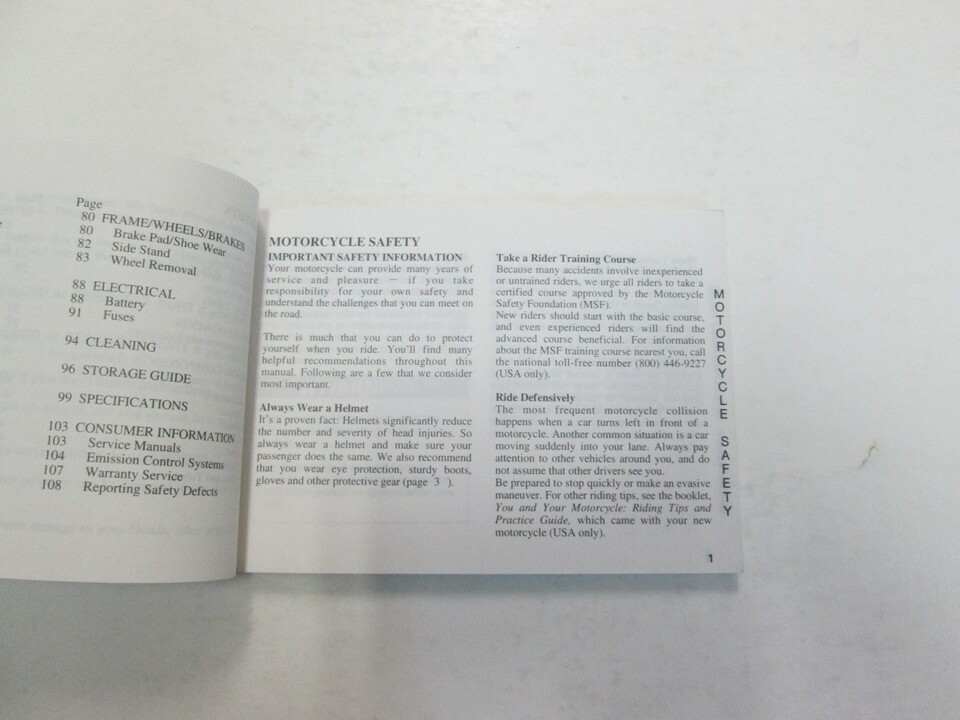 Page
80 FRAME/WHEELS/BRAKES
80 Brake Pad/Shoe Wear
82 Side Stand
83 Wheel Removal
88 ELECTRICAL
88 Battery
91 Fuses
94 CLEANING
96 STORAGE GUIDE
99 SPECIFICATIONS
103 CONSUMER INFORMATION
103 Service Manuals
104 Emission Control Systems
107 Warranty Service
108 Reporting Safety Defects
MOTORCYCLE SAFETY
IMPORTANT SAFETY INFORMATION
Your motorcycle can provide many years of
service and pleasure — if you take
responsibility for your own safety and
understand the challenges that you can meet on
the road.
There is much that you can do to protect
yourself when you ride. You'll find many
helpful recommendations throughout this
manual. Following are a few that we consider
most important.
Always Wear a Helmet
It's a proven fact: Helmets significantly reduce
the number and severity of head injuries. So
always wear a helmet and make sure your
passenger does the same. We also recommend
that you wear eye protection, sturdy boots,
gloves and other protective gear (page 3 ).
Take a Rider Training Course
Because many accidents involve inexperienced
or untrained riders, we urge all riders to take a
certified course approved by the Motorcycle
Safety Foundation (MSF).
New riders should start with the basic course,
and even experienced riders will find the
advanced course beneficial. For information
about the MSF training course nearest you, call
the national toll-free number (800) 446-9227
(USA only).
Ride Defensively
The most frequent motorcycle collision
happens when a car turns left in front of a
motorcycle. Another common situation is a car
moving suddenly into your lane. Always pay
attention to other vehicles around you, and do
not assume that other drivers see you.
Be prepared to stop quickly or make an evasive
maneuver. For other riding tips, see the booklet,
You and Your Motorcycle: Riding Tips and
Practice Guide, which came with your new
motorcycle (USA only).
MOTORCYCLE SAFETY
1